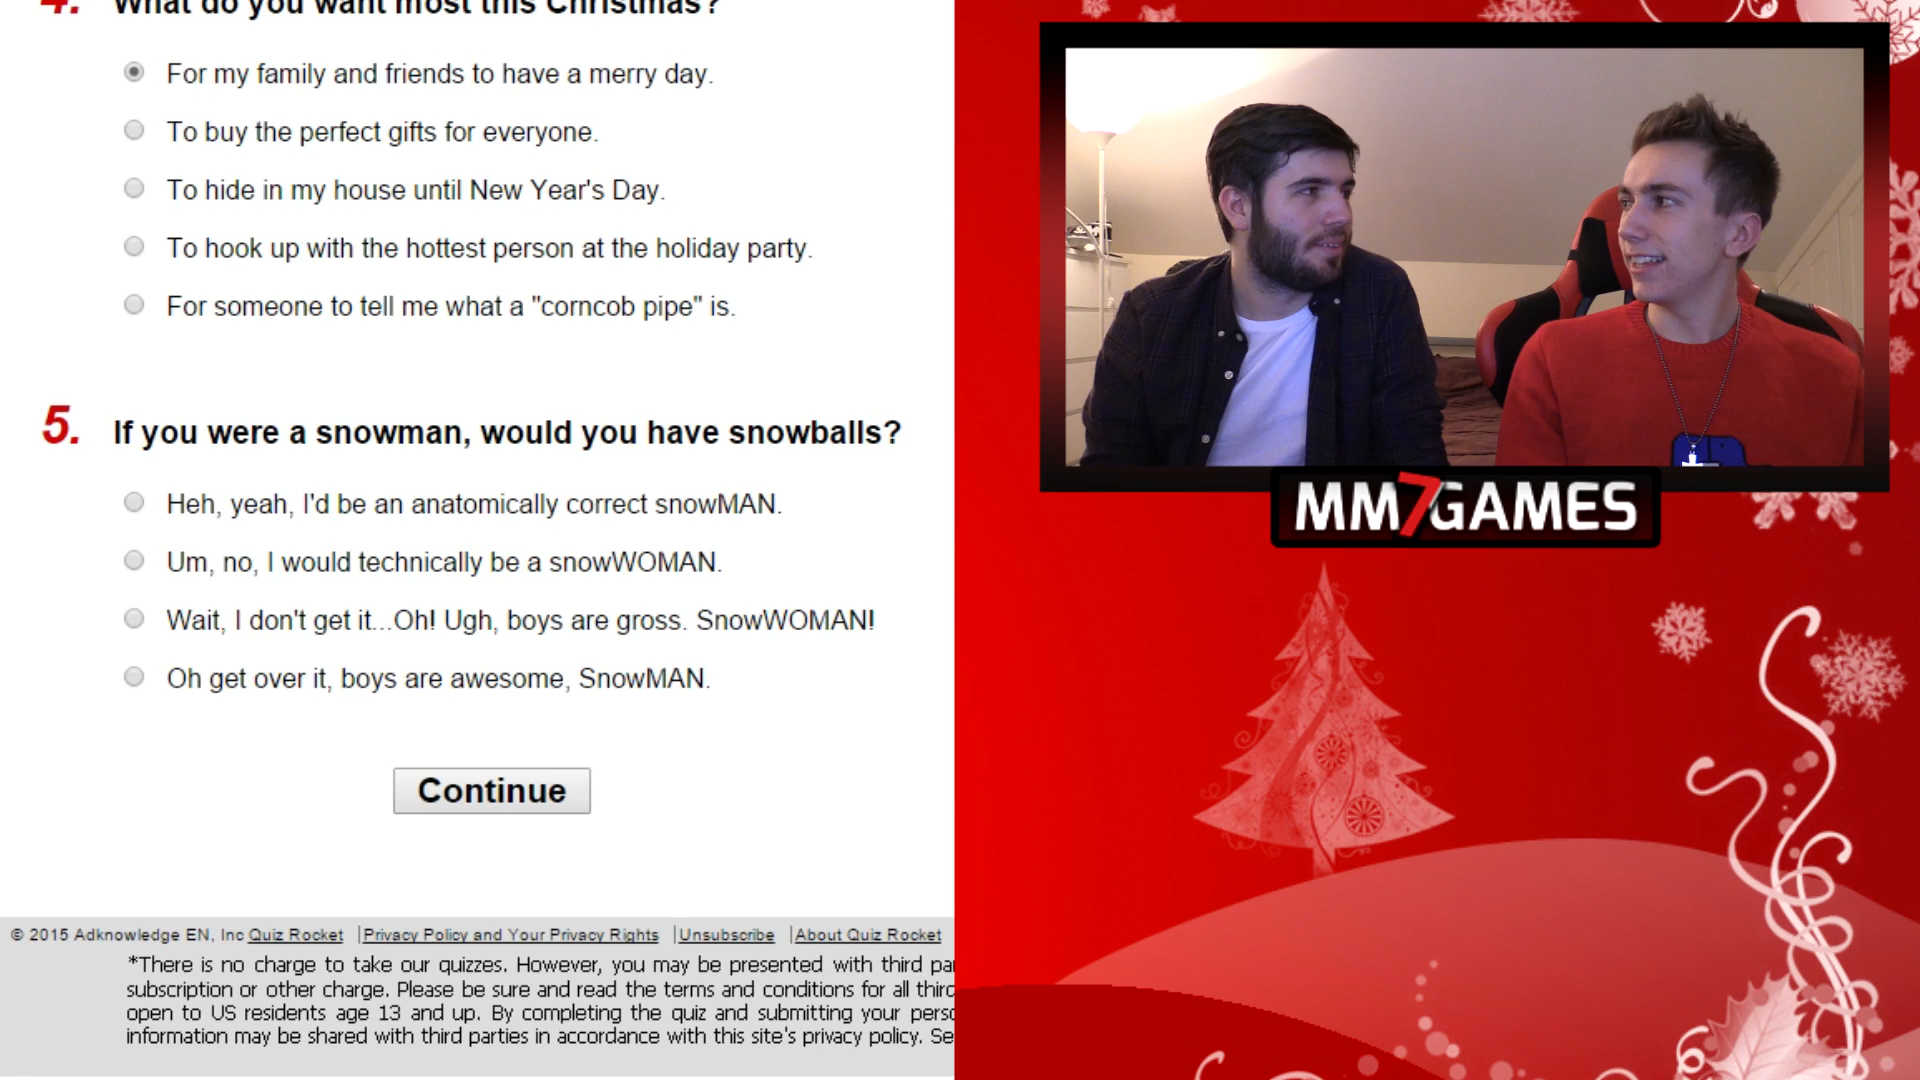 4. What do you want most this Christmas?
For my family and friends to have a merry day.
To buy the perfect gifts for everyone.
To hide in my house until New Year's Day.
To hook up with the hottest person at the holiday party.
For someone to tell me what a "corncob pipe" is.
5. If you were a snowman, would you have snowballs?
Heh, yeah, I'd be an anatomically correct snowMAN.
Um, no, I would technically be a snowWOMAN.
Wait, I don't get it...Oh! Ugh, boys are gross. SnowWOMAN!
Oh get over it, boys are awesome, SnowMAN.
Continue
© 2015 Adknowledge EN, Inc Quiz Rocket |Privacy Policy and Your Privacy Rights |Unsubscribe |About Quiz Rocket
*There is no charge to take our quizzes. However, you may be presented with third
subscription or other charge. Please be sure and read the terms and conditions for all
open to US residents age 13 and up. By completing the quiz and submitting your
information may be shared with third parties in accordance with this site's privacy policy.
MM7GAMES